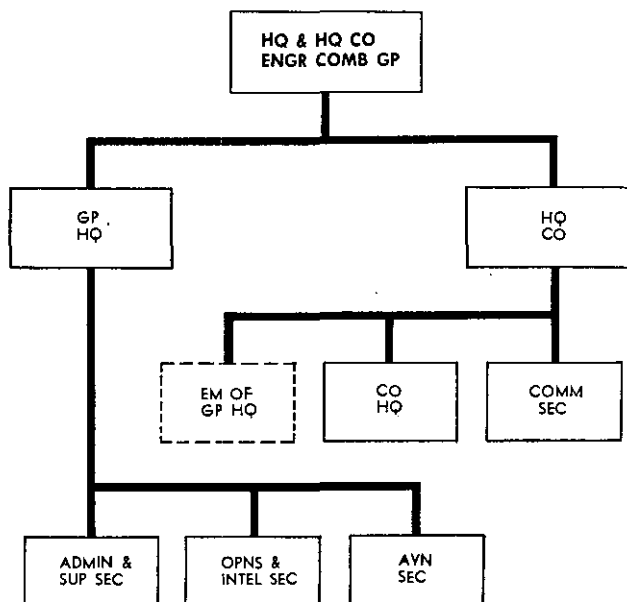 HQ & HQ CO
ENGR COMB GP
GP
HQ
HQ
CO
EM OF
GP HQ
CO
HQ
COMM
SEC
ADMIN &
SUP SEC
OPNS &
INTEL SEC
AVN
SEC